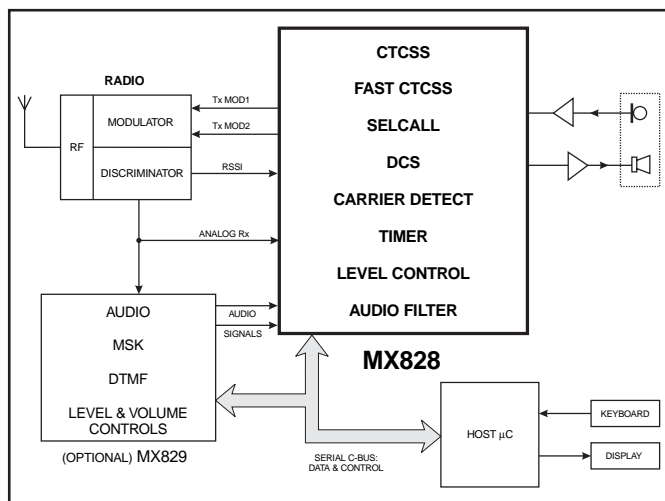 RADIO
RF
MODULATOR
DISCRIMINATOR
Tx MOD1
Tx MOD2
RSSI
ANALOG Rx
CTCSS
FAST CTCSS
SELCALL
DCS
CARRIER DETECT
TIMER
LEVEL CONTROL
AUDIO FILTER
MX828
AUDIO
MSK
DTMF
LEVEL & VOLUME
CONTROLS
(OPTIONAL) MX829
AUDIO
SIGNALS
SERIAL C-BUS:
DATA & CONTROL
HOST µC
KEYBOARD
DISPLAY